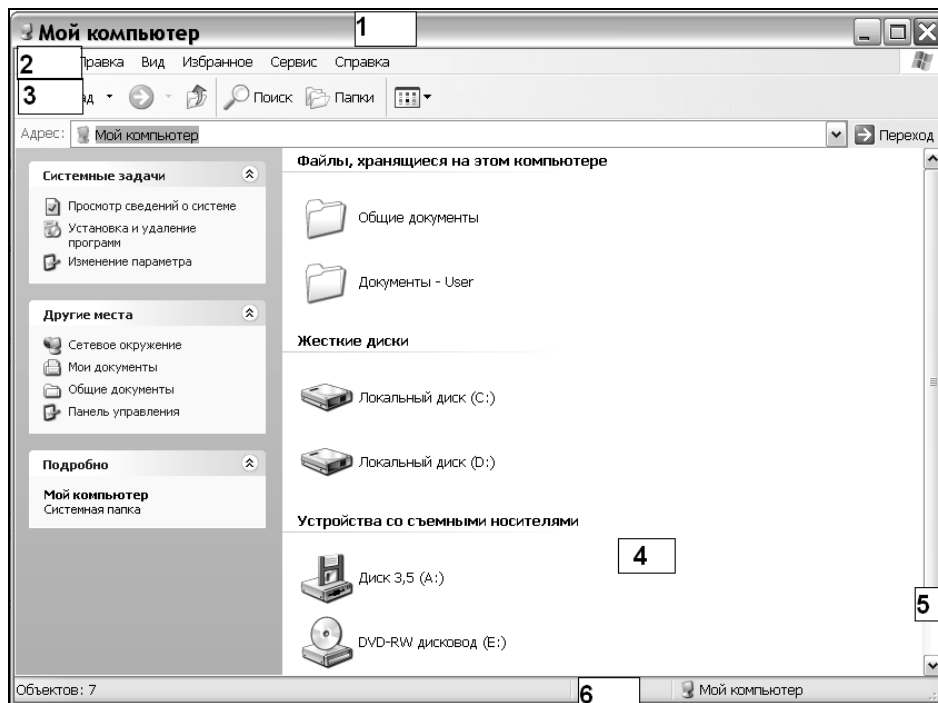 Мой компьютер 1
2 Правка Вид Избранное Сервис Справка
3 ад Поиск Папки
Адрес: Мой компьютер Переход
Системные задачи
Просмотр сведений о системе
Установка и удаление
программ
Изменение параметра
Другие места
Сетевое окружение
Мои документы
Общие документы
Панель управления
Подробно
Мой компьютер
Системная папка
Файлы, хранящиеся на этом компьютере
Общие документы
Документы - User
Жесткие диски
Локальный диск (C:)
Локальный диск (D:)
Устройства со съемными носителями
4
Диск 3,5 (A:)
5
DVD-RW дисковод (E:)
Объектов: 7 6 Мой компьютер